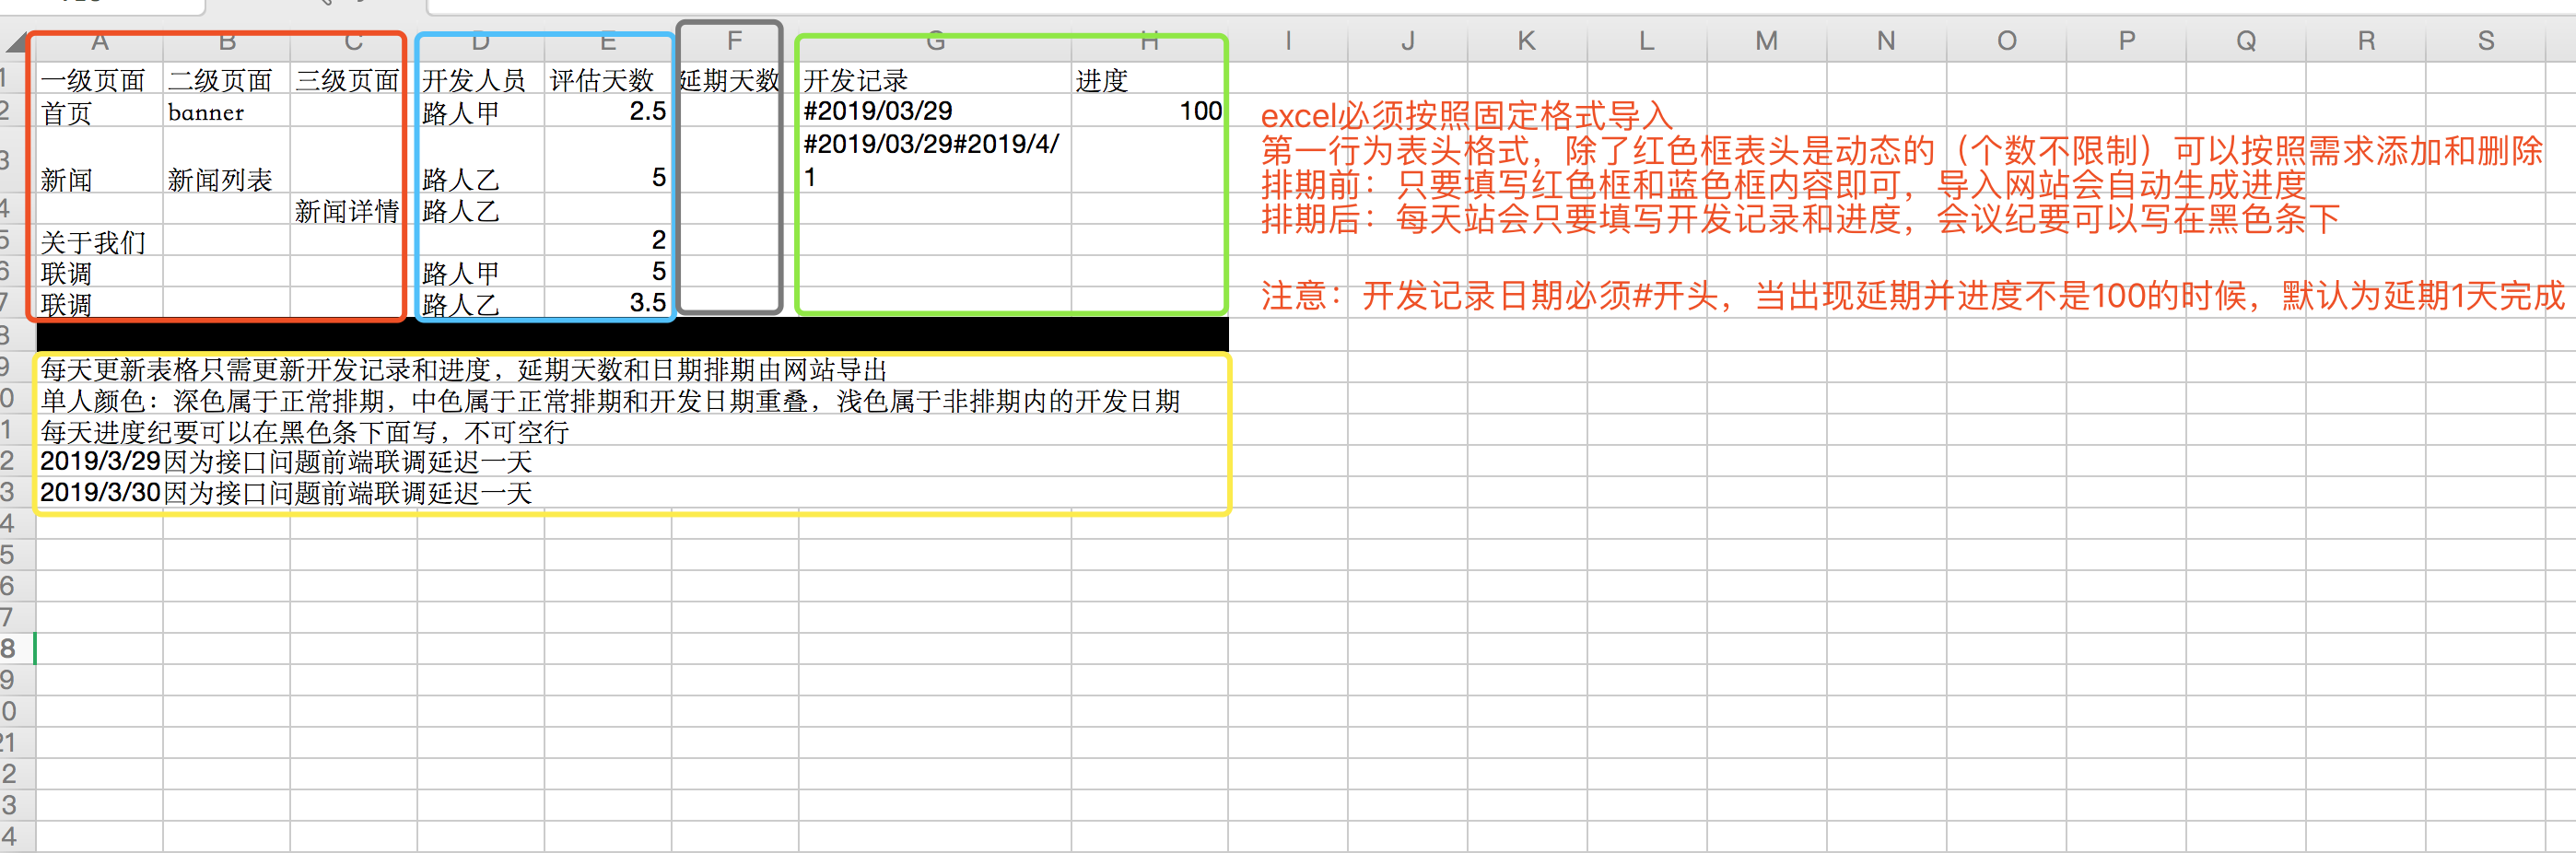 A B C D E F G H I J K L M N O P Q R S
1 一级页面 二级页面 三级页面 开发人员 评估天数 延期天数 开发记录 进度
2 首页 banner 路人甲 2.5 #2019/03/29 100
3 新闻 新闻列表 路人乙 5 #2019/03/29#2019/4/
1
4 新闻详情 路人乙
5 关于我们 2
6 联调 路人甲 5
7 联调 路人乙 3.5
excel必须按照固定格式导入
第一行为表头格式，除了红色框表头是动态的（个数不限制）可以按照需求添加和删除
排期前：只要填写红色框和蓝色框内容即可，导入网站会自动生成进度
排期后：每天站会只要填写开发记录和进度，会议纪要可以写在黑色条下
注意：开发记录日期必须#开头，当出现延期并进度不是100的时候，默认为延期1天完成
8
9 每天更新表格只需更新开发记录和进度，延期天数和日期排期由网站导出
0 单人颜色：深色属于正常排期，中色属于正常排期和开发日期重叠，浅色属于非排期内的开发日期
1 每天进度纪要可以在黑色条下面写，不可空行
2 2019/3/29因为接口问题前端联调延迟一天
3 2019/3/30因为接口问题前端联调延迟一天
4
5
6
7
8
9
0
21
2
3
4